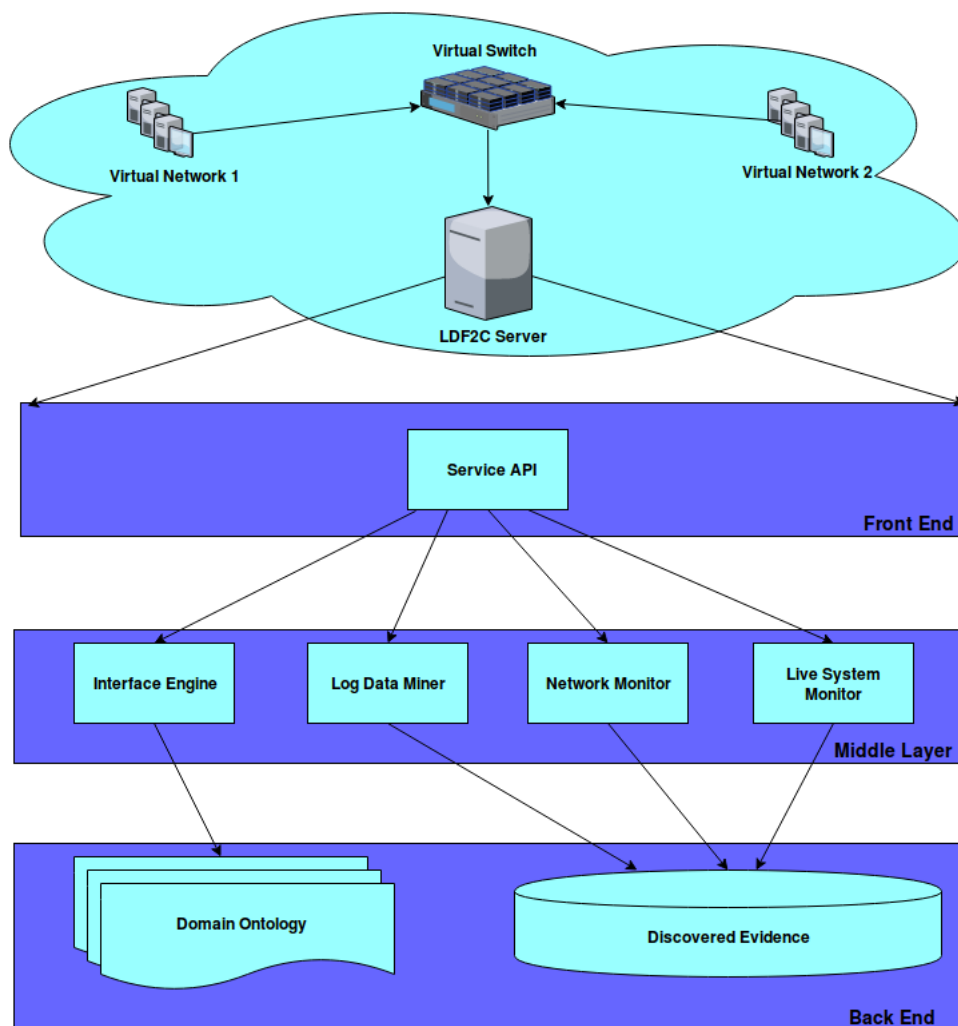 Virtual Switch
Virtual Network 1
Virtual Network 2
LDF2C Server
Service API
Front End
Interface Engine
Log Data Miner
Network Monitor
Live System
Monitor
Middle Layer
Domain Ontology
Discovered Evidence
Back End